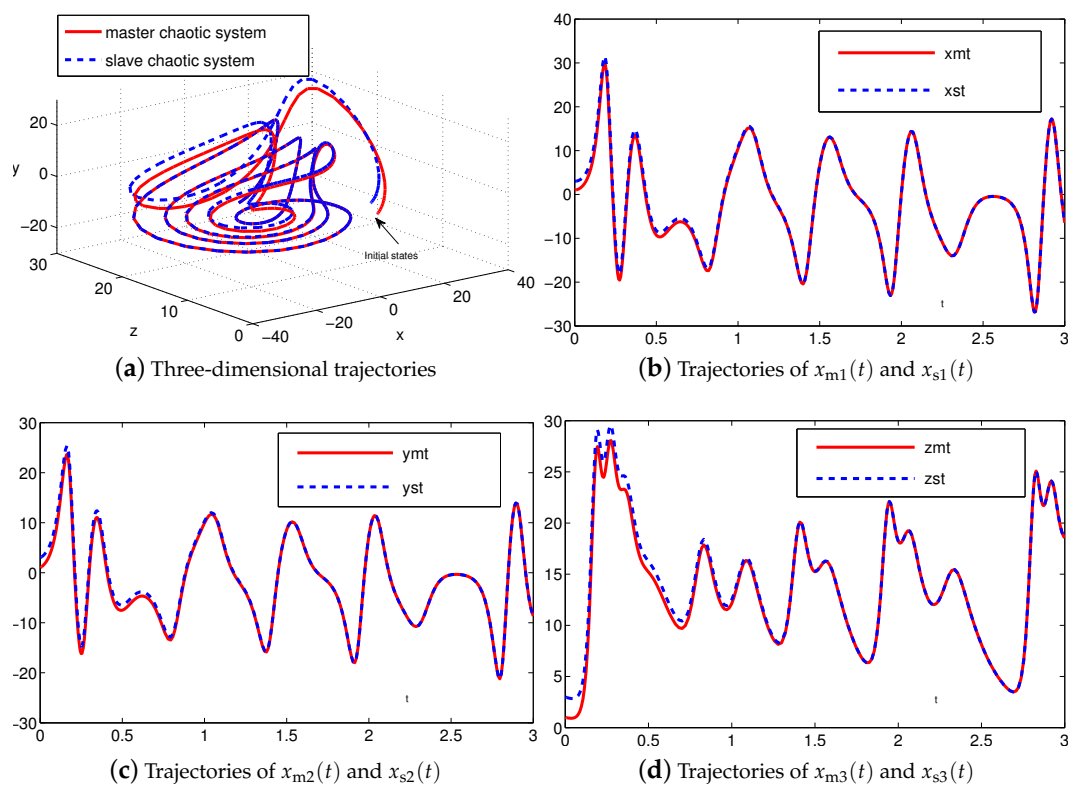 master chaotic system
slave chaotic system
20
y
0
−20
30
20
z
10
0
−40
−20
0
x
20
40
Initial states
(a) Three-dimensional trajectories
40
30
20
10
0
−10
−20
−30
xmt
xst
t
0 0.5 1 1.5 2 2.5 3
(b) Trajectories of xm1(t) and xs1(t)
30
20
10
0
−10
−20
−30
ymt
yst
t
0 0.5 1 1.5 2 2.5 3
(c) Trajectories of xm2(t) and xs2(t)
30
25
20
15
10
5
0
zmt
zst
t
0 0.5 1 1.5 2 2.5 3
(d) Trajectories of xm3(t) and xs3(t)